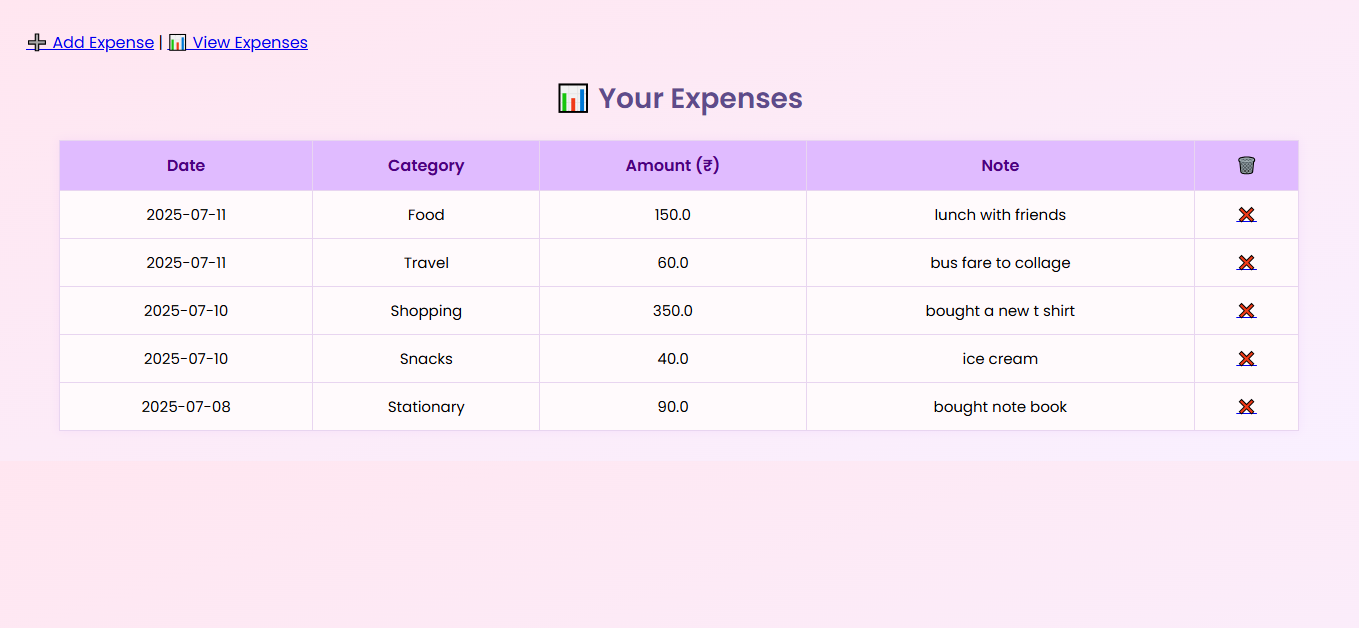 ➕ Add Expense | 📊 View Expenses
📊 Your Expenses
Date Category Amount (₹) Note 🗑️
2025-07-11 Food 150.0 lunch with friends ❌
2025-07-11 Travel 60.0 bus fare to collage ❌
2025-07-10 Shopping 350.0 bought a new t shirt ❌
2025-07-10 Snacks 40.0 ice cream ❌
2025-07-08 Stationary 90.0 bought note book ❌